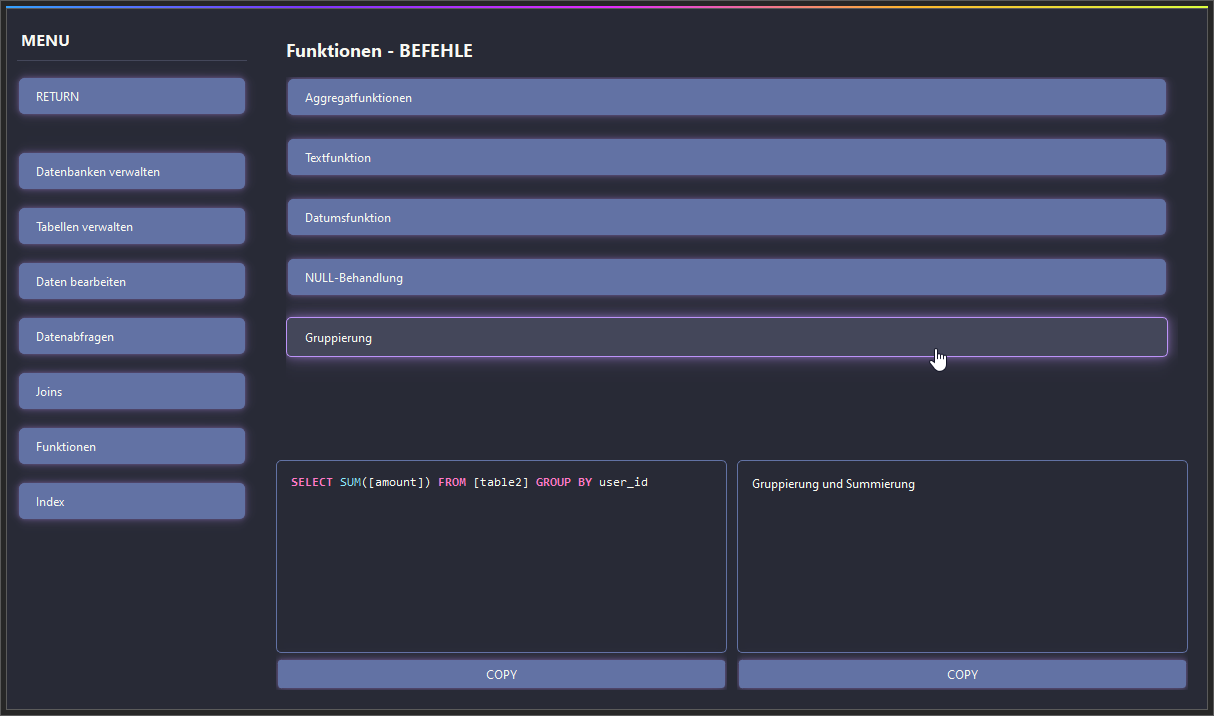 MENU
RETURN
Datenbanken verwalten
Tabellen verwalten
Daten bearbeiten
Datenabfragen
Joins
Funktionen
Index
Funktionen - BEFEHLE
Aggregatfunktionen
Textfunktion
Datumsfunktion
NULL-Behandlung
Gruppierung
SELECT SUM([amount]) FROM [table2] GROUP BY user_id
COPY
Gruppierung und Summierung
COPY